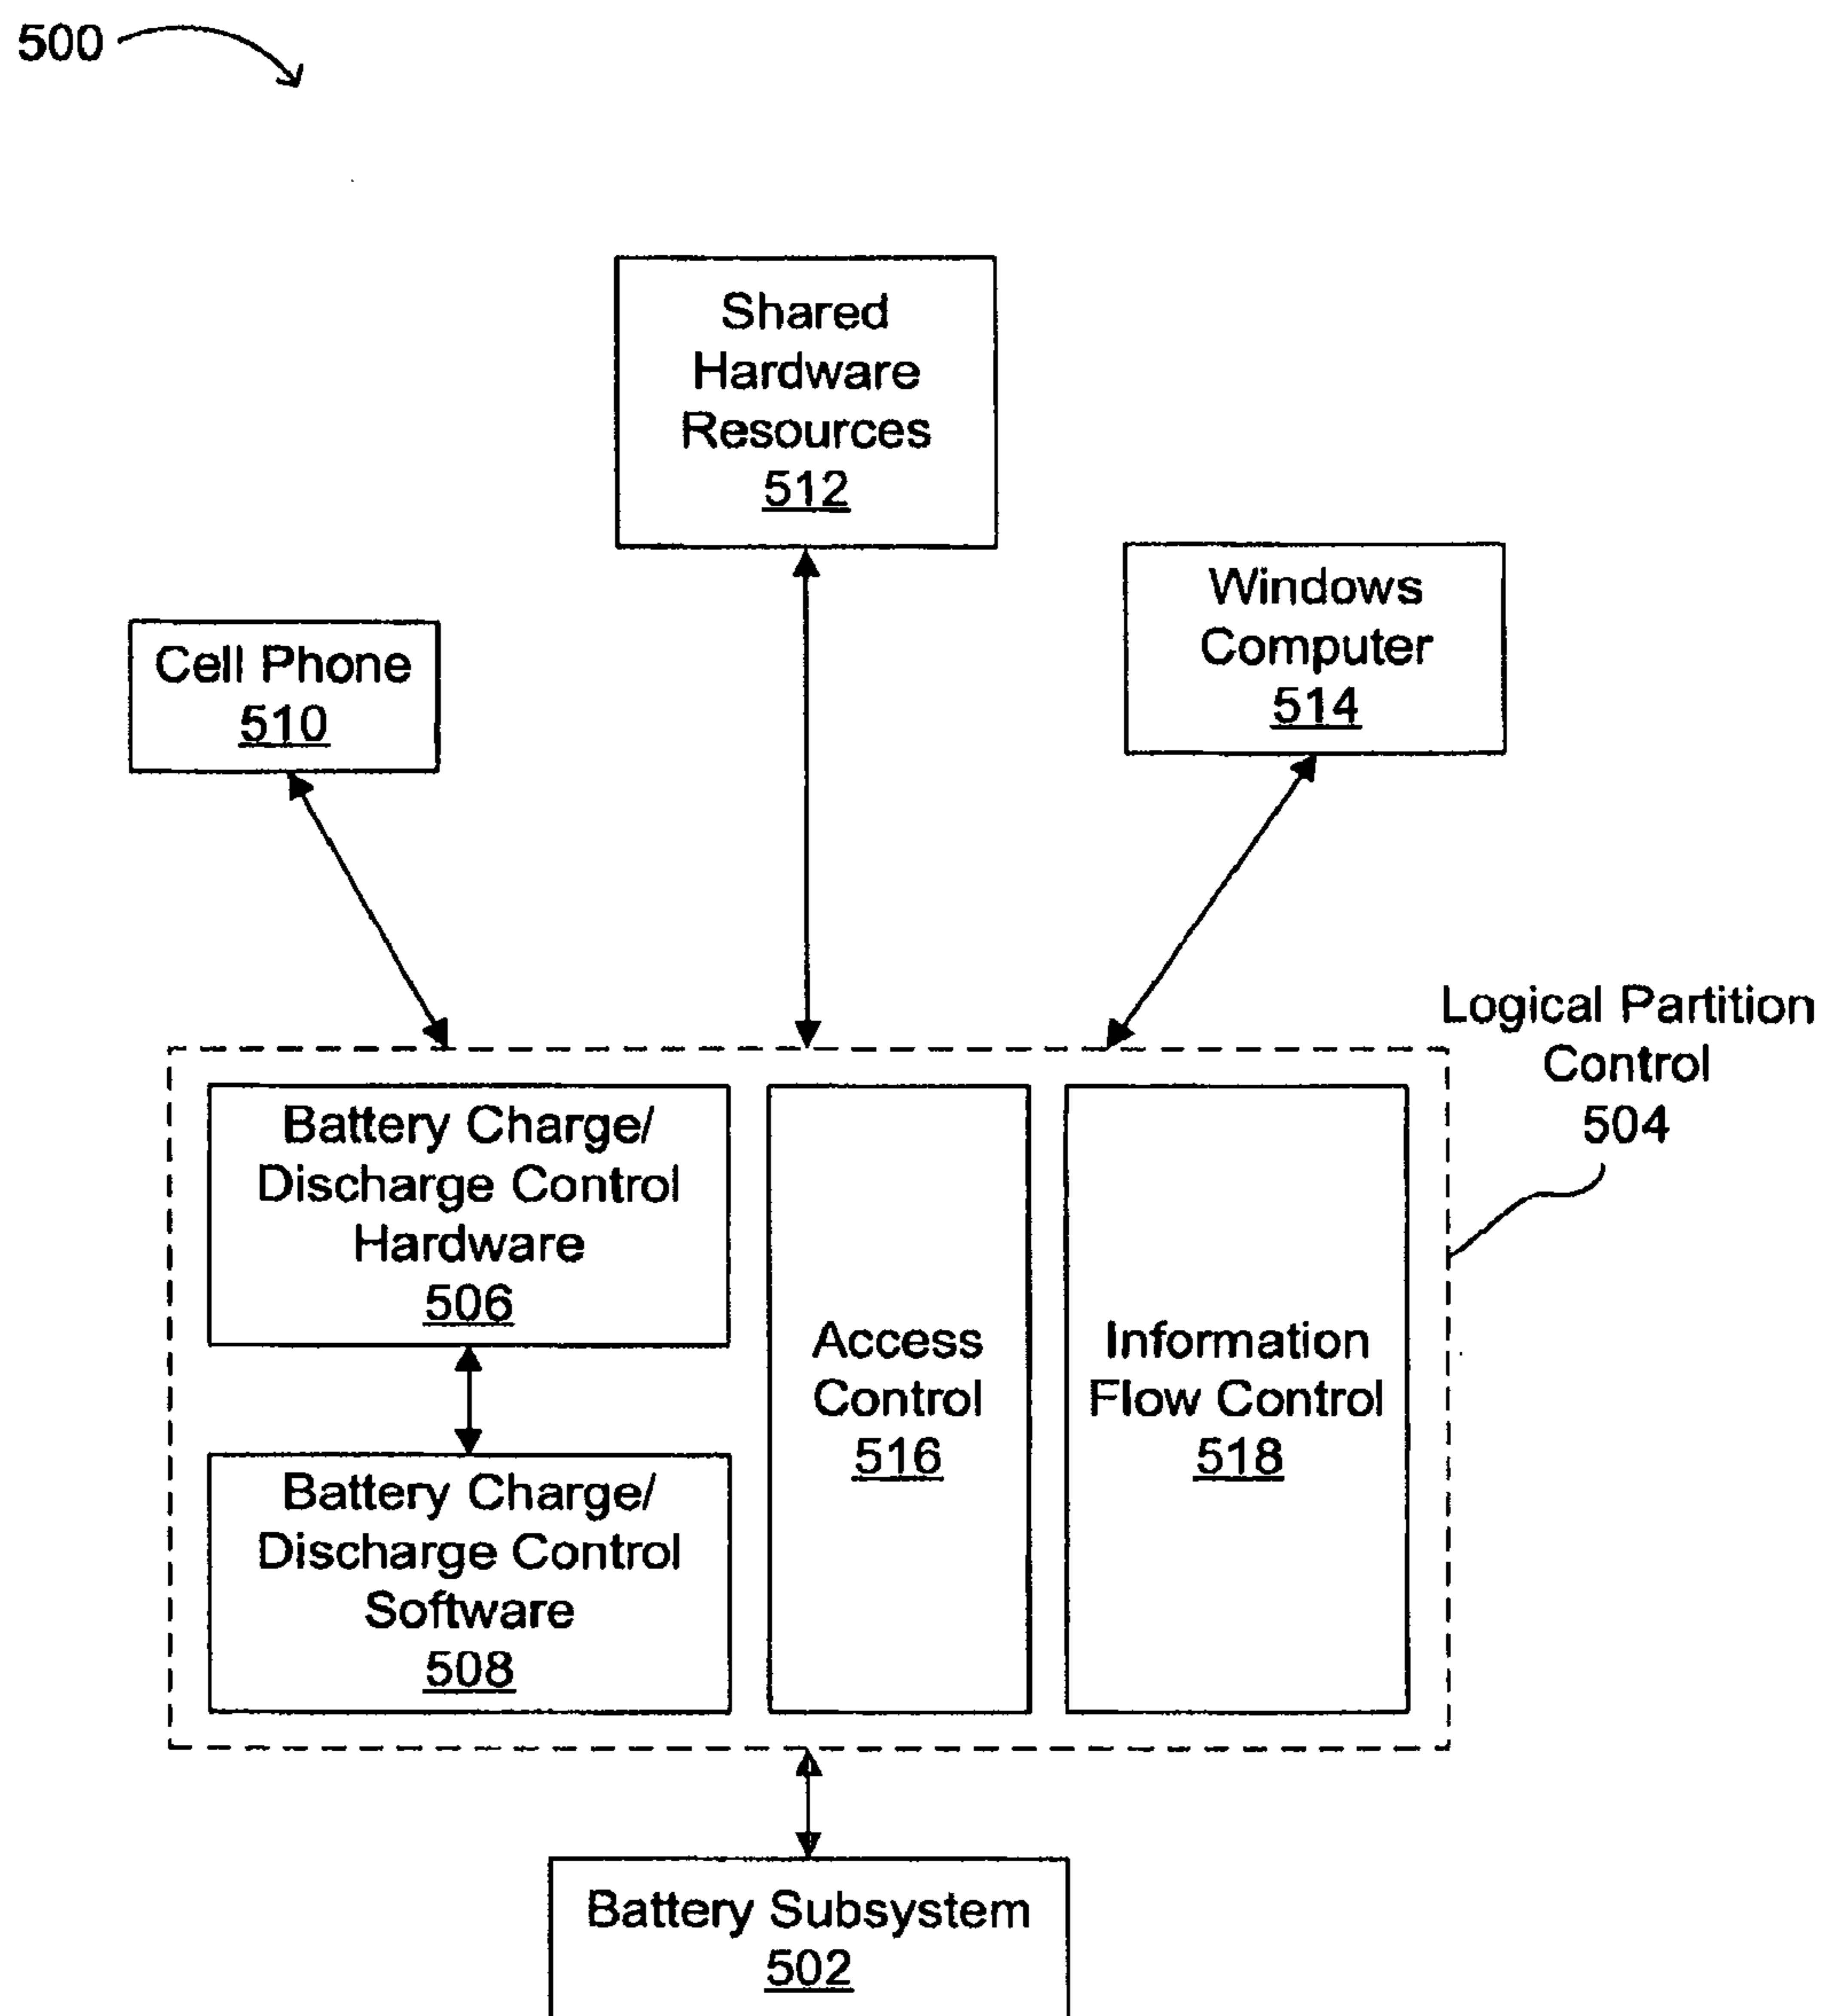 500
Shared
Hardware
Resources
512
Windows
Computer
514
Cell Phone
510
Logical Partition
Control
504
Battery Charge/
Discharge Control
Hardware
506
Access
Control
516
Information
Flow Control
518
Battery Charge/
Discharge Control
Software
508
Battery Subsystem
502